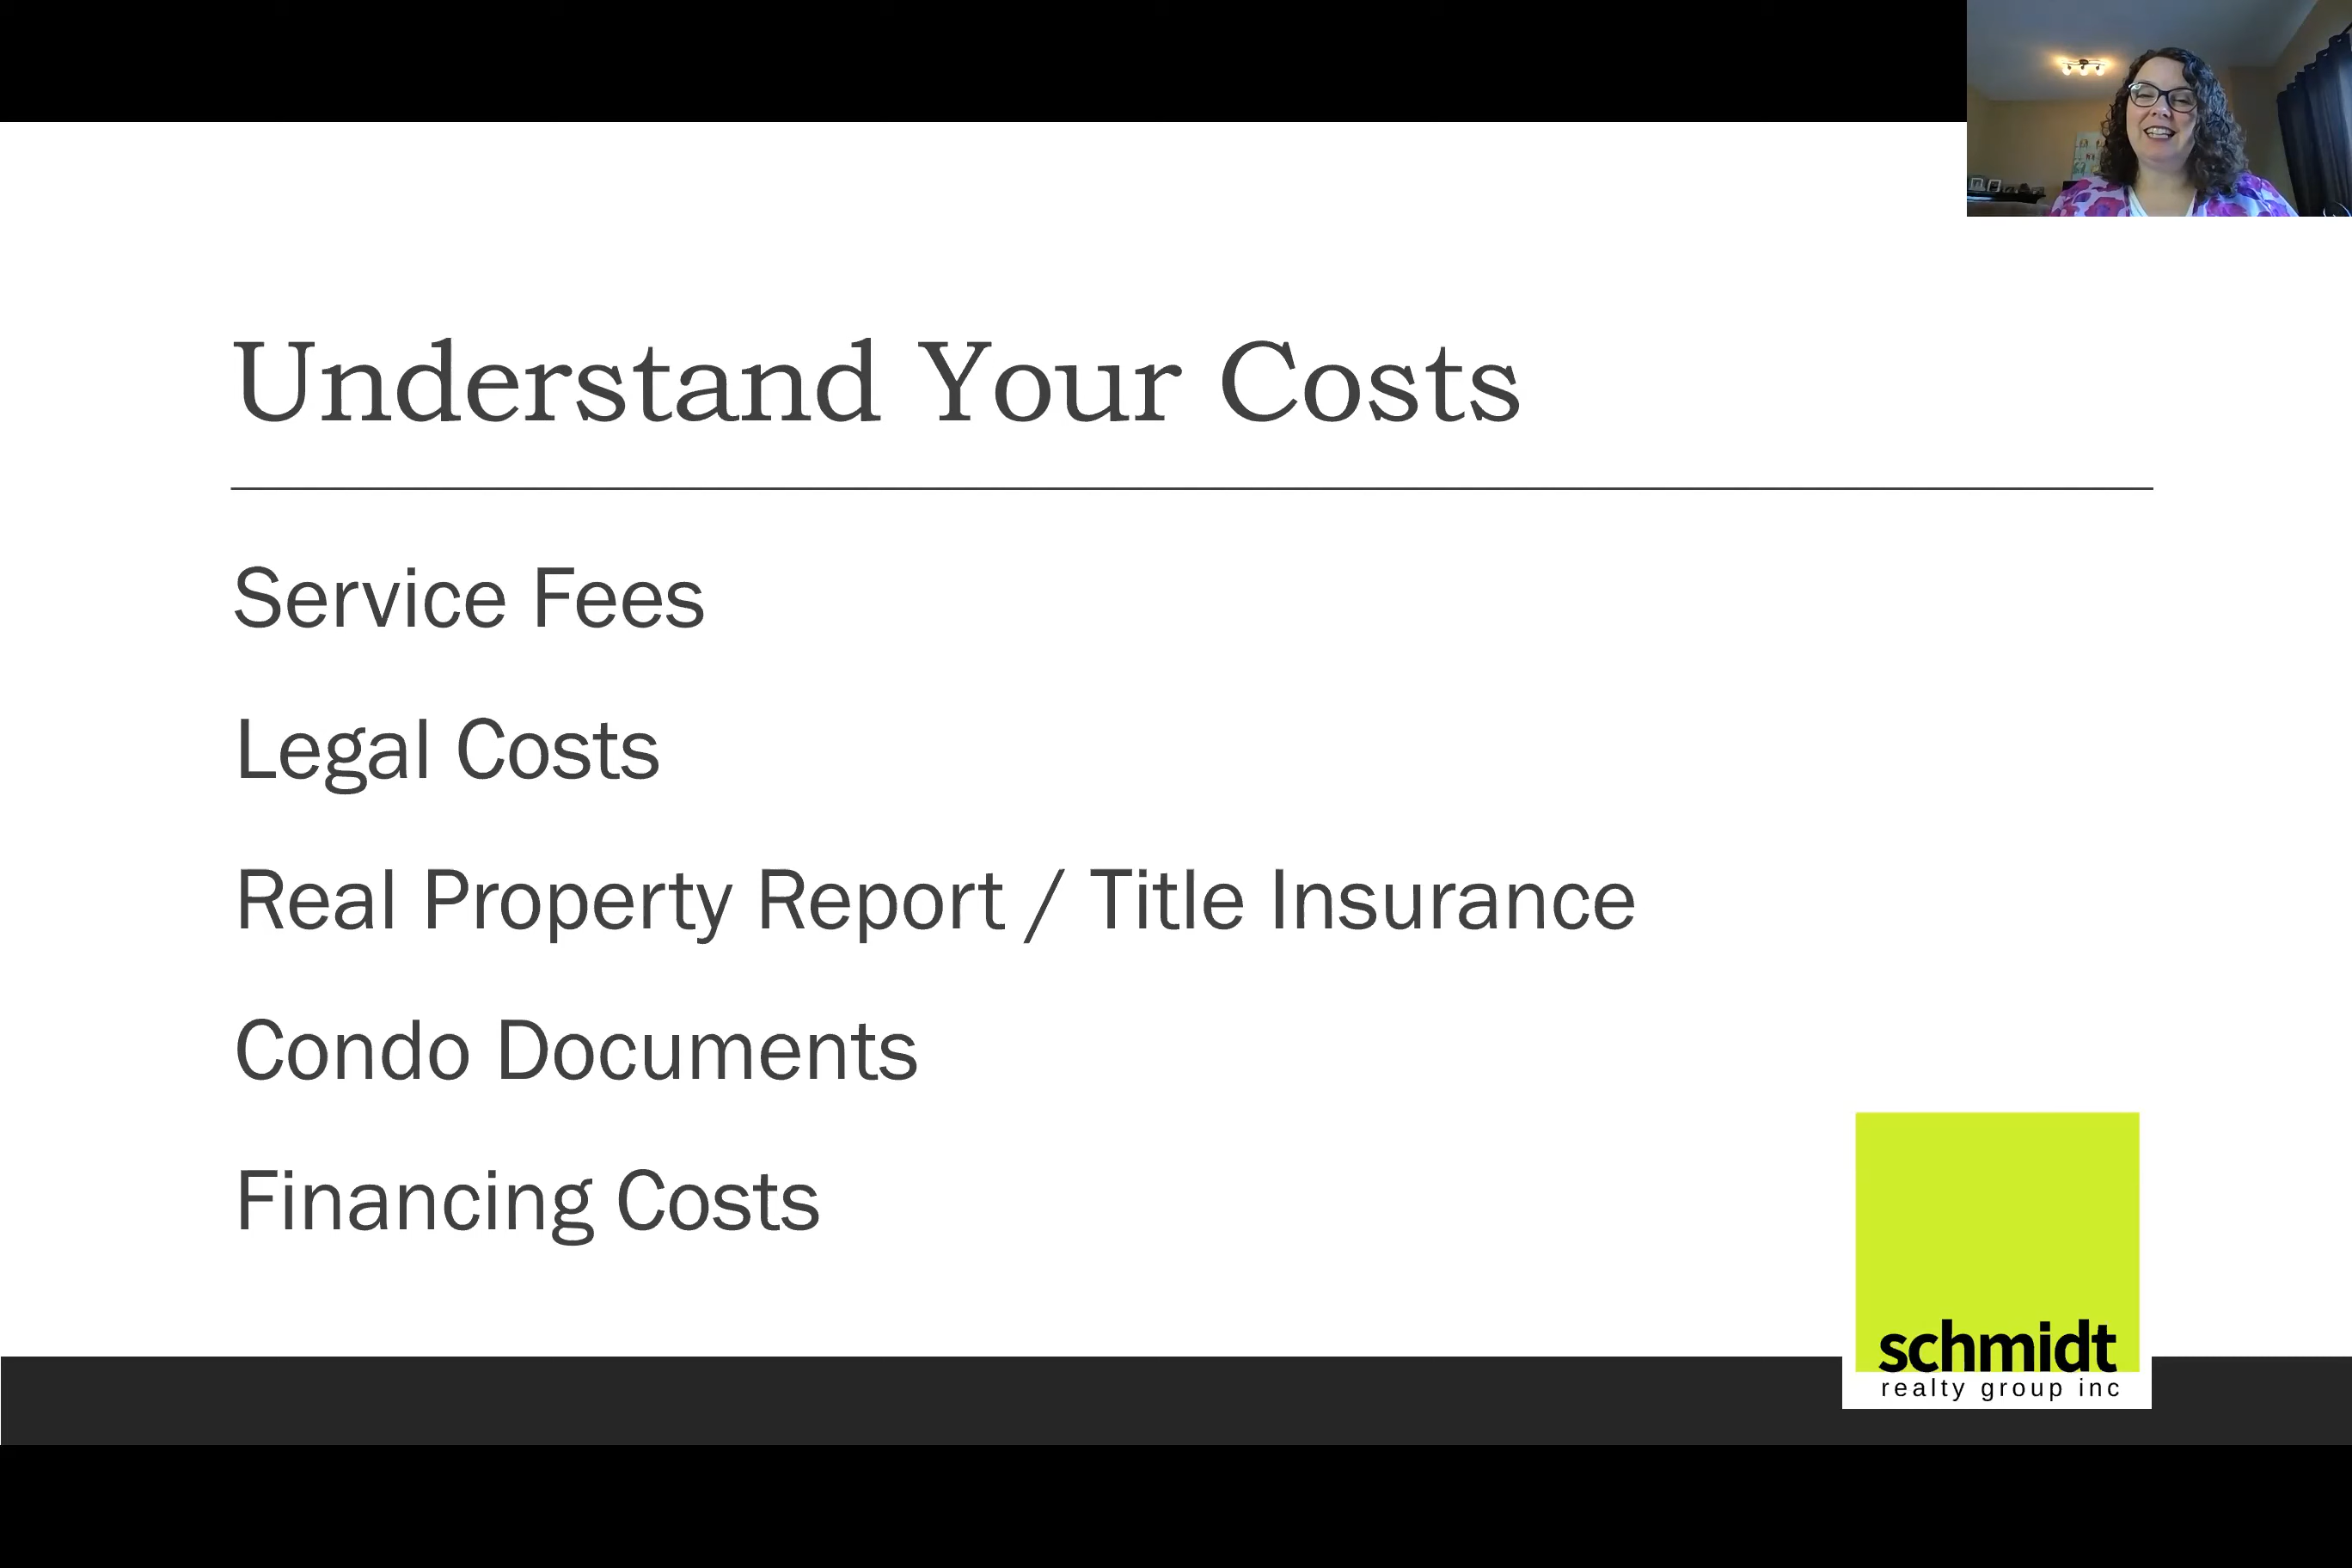 Understand Your Costs
Service Fees
Legal Costs
Real Property Report / Title Insurance
Condo Documents
Financing Costs
schmidt
realty group inc